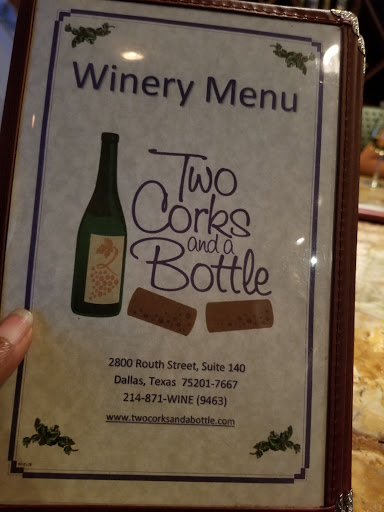 Winery Menu
Two
Corks
and a
Bottle
2800 Routh Street, Suite 140
Dallas, Texas 75201-7667
214-871-WINE (9463)
www.twocorksandabottle.com